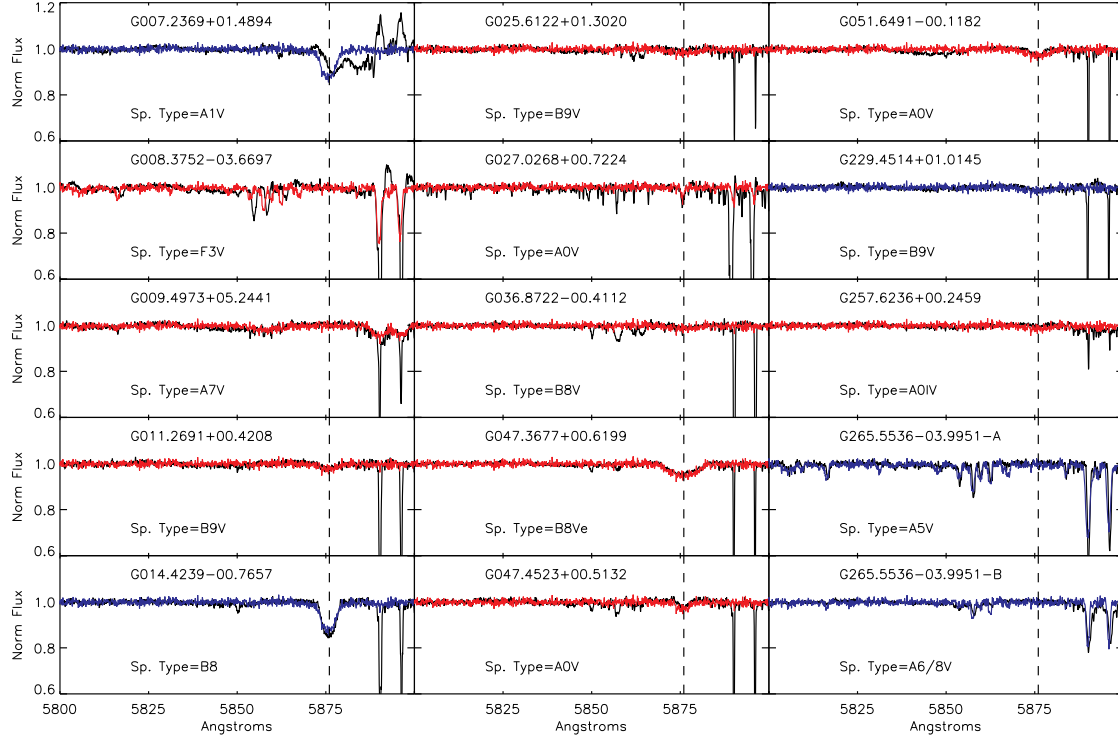 G007.2369+01.4894
G025.6122+01.3020
G051.6491-00.1182
1.2
1.0
0.8
0.6
Norm Flux
Sp. Type=A1V
Sp. Type=B9V
Sp. Type=A0V
G008.3752-03.6697
G027.0268+00.7224
G229.4514+01.0145
1.0
0.8
0.6
Norm Flux
Sp. Type=F3V
Sp. Type=A0V
Sp. Type=B9V
G009.4973+05.2441
G036.8722-00.4112
G257.6236+00.2459
1.0
0.8
0.6
Norm Flux
Sp. Type=A7V
Sp. Type=B8V
Sp. Type=A0IV
G011.2691+00.4208
G047.3677+00.6199
G265.5536-03.9951-A
1.0
0.8
0.6
Norm Flux
Sp. Type=B9V
Sp. Type=B8Ve
Sp. Type=A5V
G014.4239-00.7657
G047.4523+00.5132
G265.5536-03.9951-B
1.0
0.8
0.6
Norm Flux
Sp. Type=B8
Sp. Type=A0V
Sp. Type=A6/8V
5800 5825 5850 5875 5825 5850 5875 5825 5850 5875
Angstroms
Angstroms
Angstroms